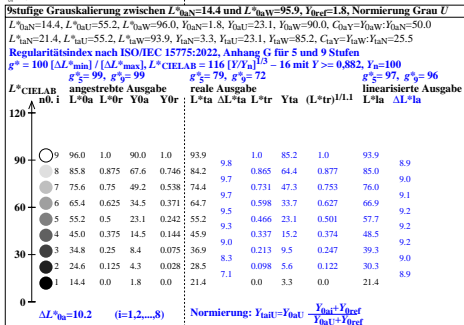 9stufige Grauskalierung zwischen L*0aN=14.4 und L*0aW=95.9, Y0ref=1.8, Normierung Grau U
L*0aN=14.4, L*0aU=55.2, L*0aW=96.0, Y0aN=1.8, Y0aU=23.1, Y0aW=90.0, C0aY=Y0aW:Y0aN=50.0
L*taN=21.4, L*taU=55.2, L*taW=93.9, YtaN=3.3, YtaU=23.1, YtaW=85.2, CtaY=YtaW:YtaN=25.5
Regularitätsindex nach ISO/IEC 15775:2022, Anhang G für 5 und 9 Stufen
g* = 100 [ΔL*min] / [ΔL*max], L*CIELAB = 116 [Y/Yn]1/3 − 16 mit Y >= 0,882, Yn=100
g*5= 99, g*9= 99 g*5= 79, g*9= 72 g*5= 97, g*9= 96
L*CIELAB angestrebte Ausgabe reale Ausgabe linearisierte Ausgabe
n0. i L*0a L*0r Y0a Y0r L*ta ΔL*ta L*tr Yta (L*tr)1/1.1 L*la ΔL*la
120
9 96.0 1.0 90.0 1.0 93.9 1.0 85.2 1.0 93.9
9.8 8.9
8 85.8 0.875 67.6 0.746 84.2 0.865 64.4 0.877 85.0
90
9.7 9.1
7 75.6 0.75 49.2 0.538 74.4 0.731 47.3 0.753 76.0
9.7 9.0
6 65.4 0.625 34.5 0.371 64.7 0.598 33.7 0.627 66.9
60
9.5 9.1
5 55.2 0.5 23.1 0.242 55.2 0.466 23.1 0.501 57.7
9.3 9.2
4 45.0 0.375 14.5 0.144 45.9 0.337 15.2 0.374 48.5
9.0 9.2
3 34.8 0.25 8.4 0.075 36.9 0.213 9.5 0.247 39.3
30
8.3 9.0
2 24.6 0.125 4.3 0.028 28.5 0.098 5.6 0.122 30.3
7.1 8.9
1 14.4 0.0 1.8 0.0 21.4 0.0 3.3 0.0 21.4
0
ΔL*0a=10.2 (i=1,2,...,8) Normierung: YtaiU=Y0aU Y0ai+Y0ref
Y0aU+Y0ref